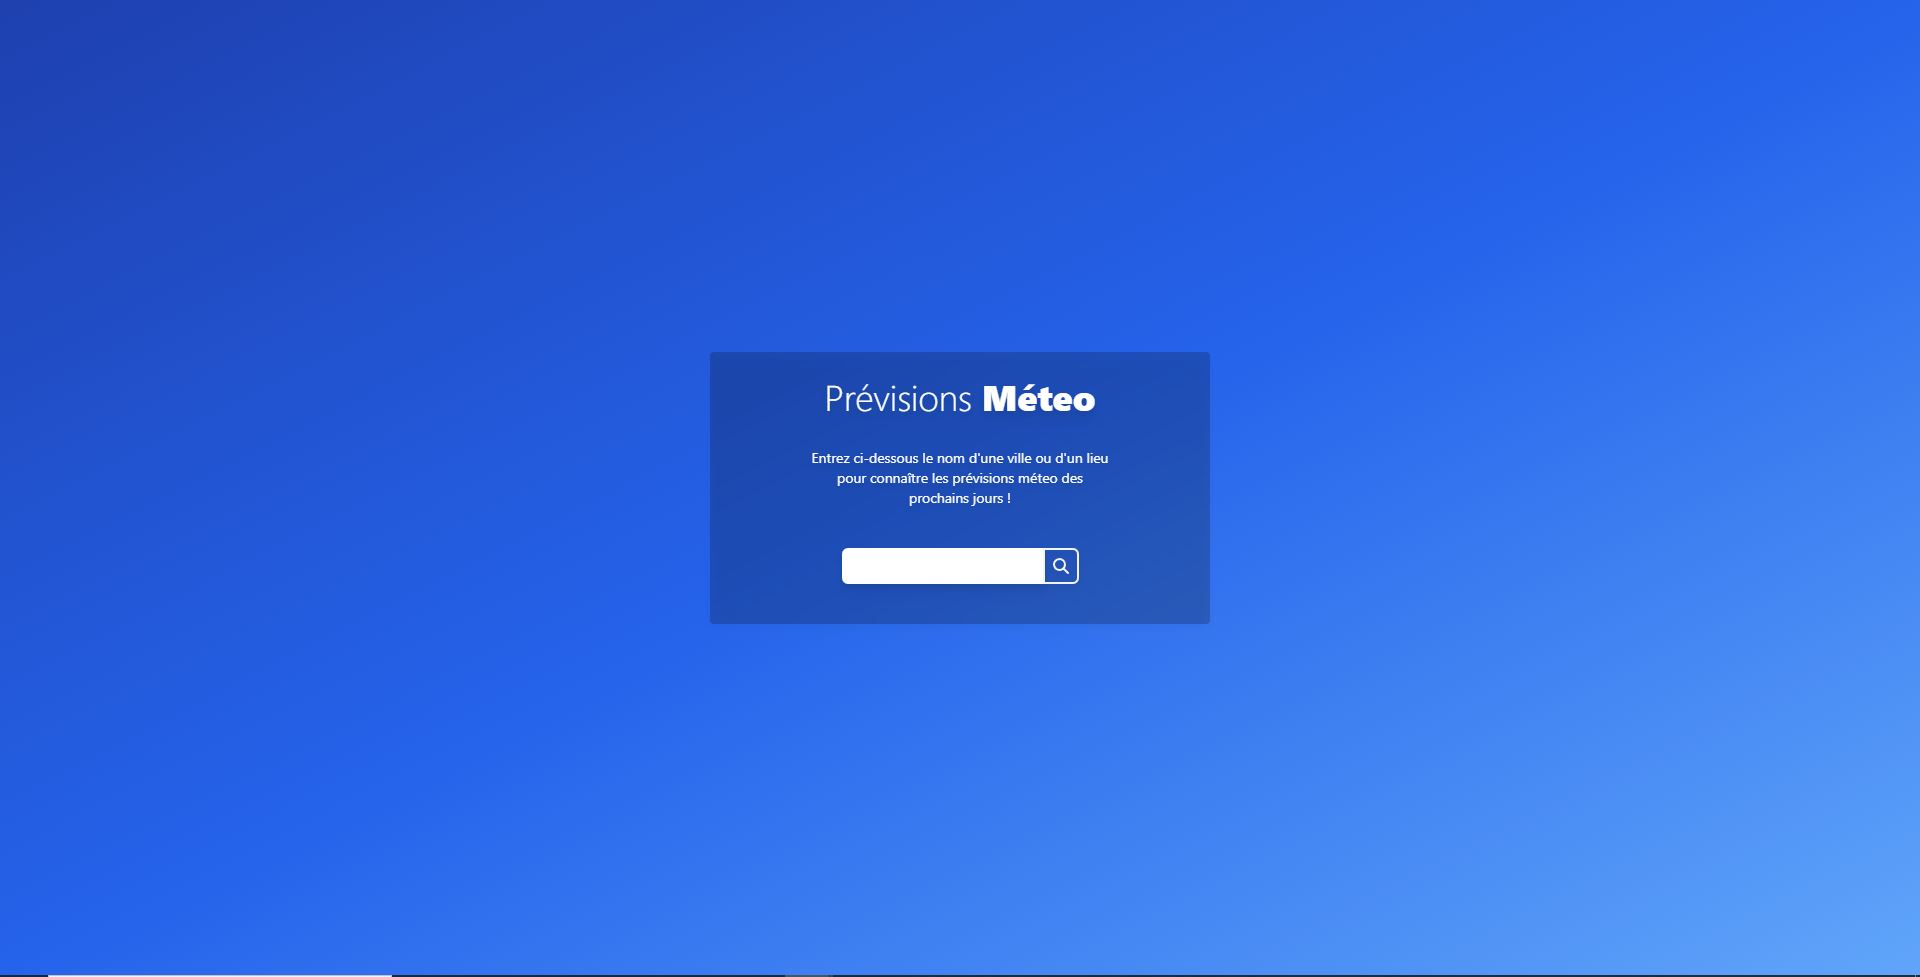 Prévisions Méteo
Entrez ci-dessous le nom d'une ville ou d'un lieu
pour connaître les prévisions méteo des
prochains jours !